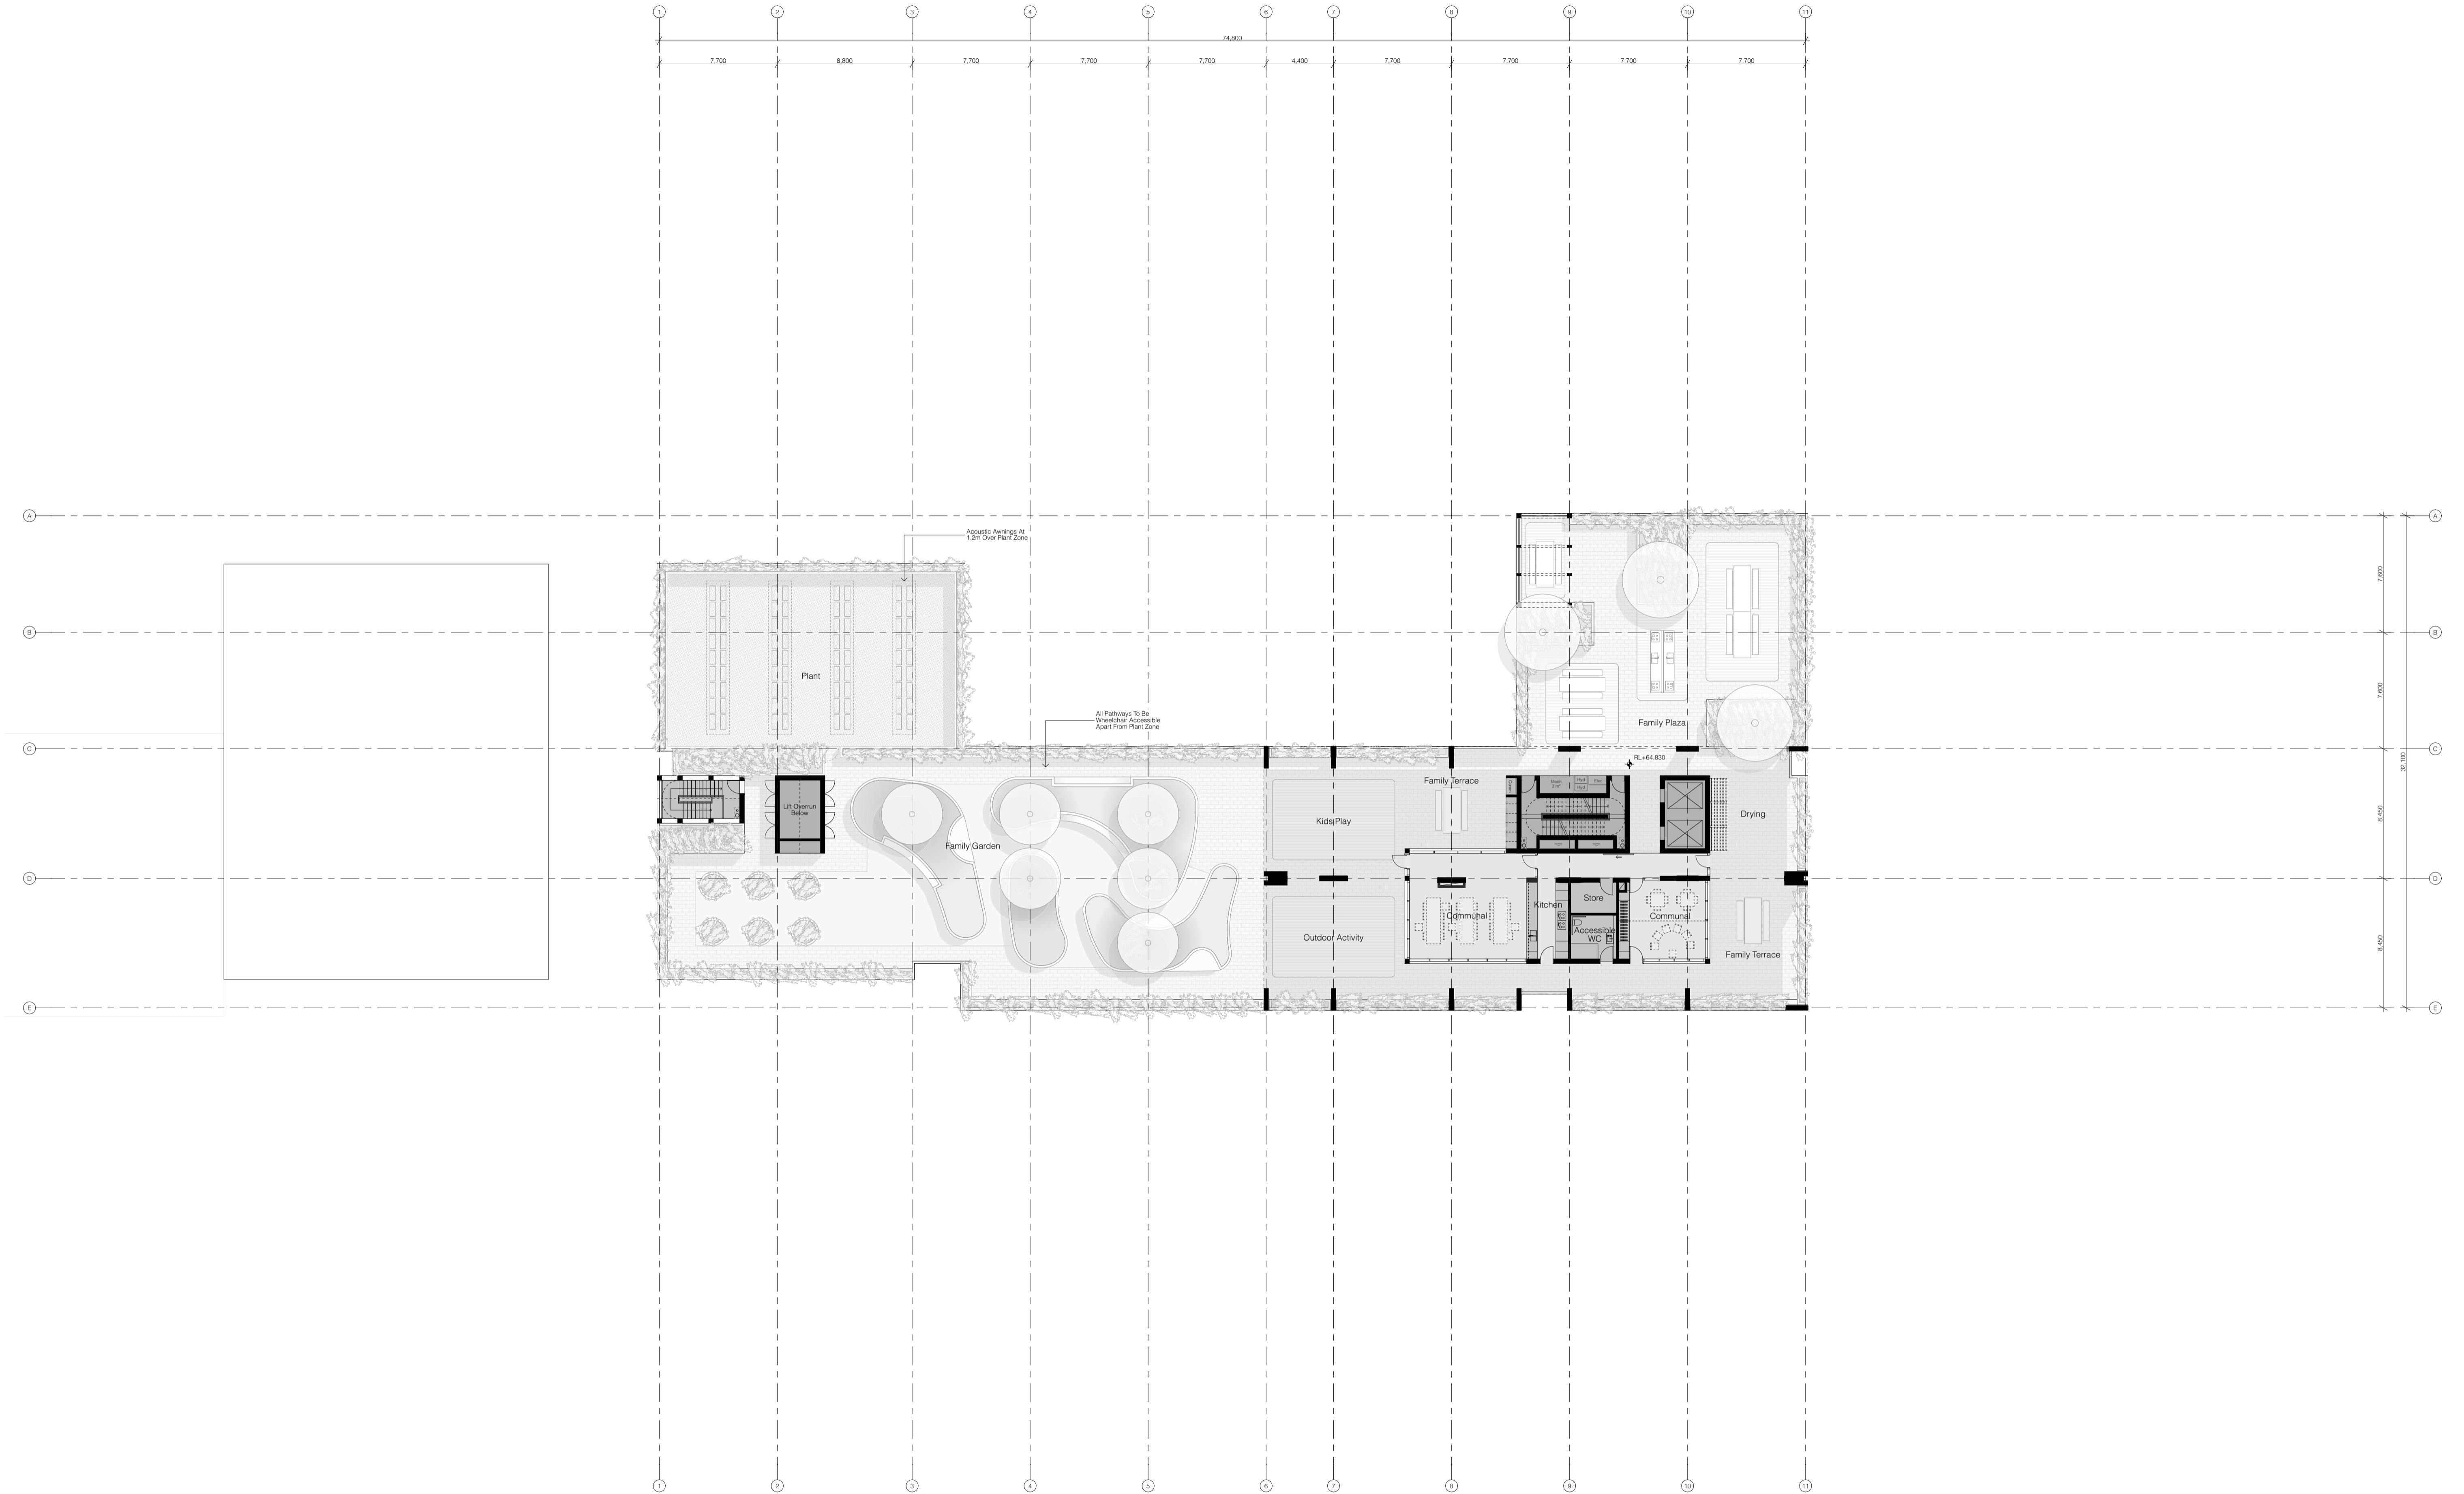 1 2 3 4 5 6 7 8 9 10 11
74,800
7,700 8,800 7,700 7,700 7,700 4,400 7,700 7,700 7,700 7,700
A A
Acoustic Awnings At
1.2m Over Plant Zone
7,600
B B
Plant
7,600
All Pathways To Be
Wheelchair Accessible
Apart From Plant Zone
Family Plaza
C C
RL+64,830
32,100
Family Terrace
Lift Overrun
Below
Kids Play
Drying
8,450
Family Garden
D D
Store
Kitchen
Communal
Communal
Accessible
WC
Outdoor Activity
8,450
Family Terrace
E E
1 2 3 4 5 6 7 8 9 10 11